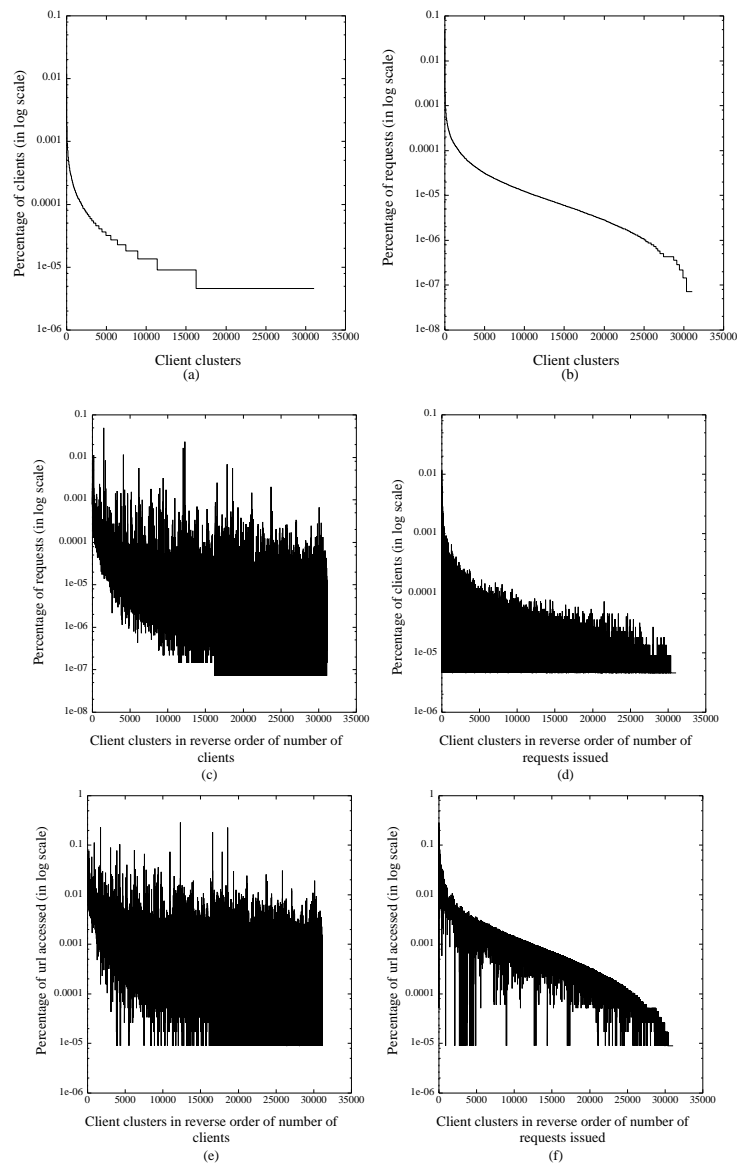 0.1
0.01
0.001
0.0001
1e-05
1e-06
Percentage of clients (in log scale)
0 5000 10000 15000 20000 25000 30000 35000
Client clusters
(a)
0.1
0.01
0.001
0.0001
1e-05
1e-06
1e-07
1e-08
Percentage of requests (in log scale)
0 5000 10000 15000 20000 25000 30000 35000
Client clusters
(b)
0.1
0.01
0.001
0.0001
1e-05
1e-06
1e-07
1e-08
Percentage of requests (in log scale)
0 5000 10000 15000 20000 25000 30000 35000
Client clusters in reverse order of number of
clients
(c)
0.1
0.01
0.001
0.0001
1e-05
1e-06
Percentage of clients (in log scale)
0 5000 10000 15000 20000 25000 30000 35000
Client clusters in reverse order of number of
requests issued
(d)
1
0.1
0.01
0.001
0.0001
1e-05
1e-06
Percentage of url accessed (in log scale)
0 5000 10000 15000 20000 25000 30000 35000
Client clusters in reverse order of number of
clients
(e)
1
0.1
0.01
0.001
0.0001
1e-05
1e-06
Percentage of url accessed (in log scale)
0 5000 10000 15000 20000 25000 30000 35000
Client clusters in reverse order of number of
requests issued
(f)